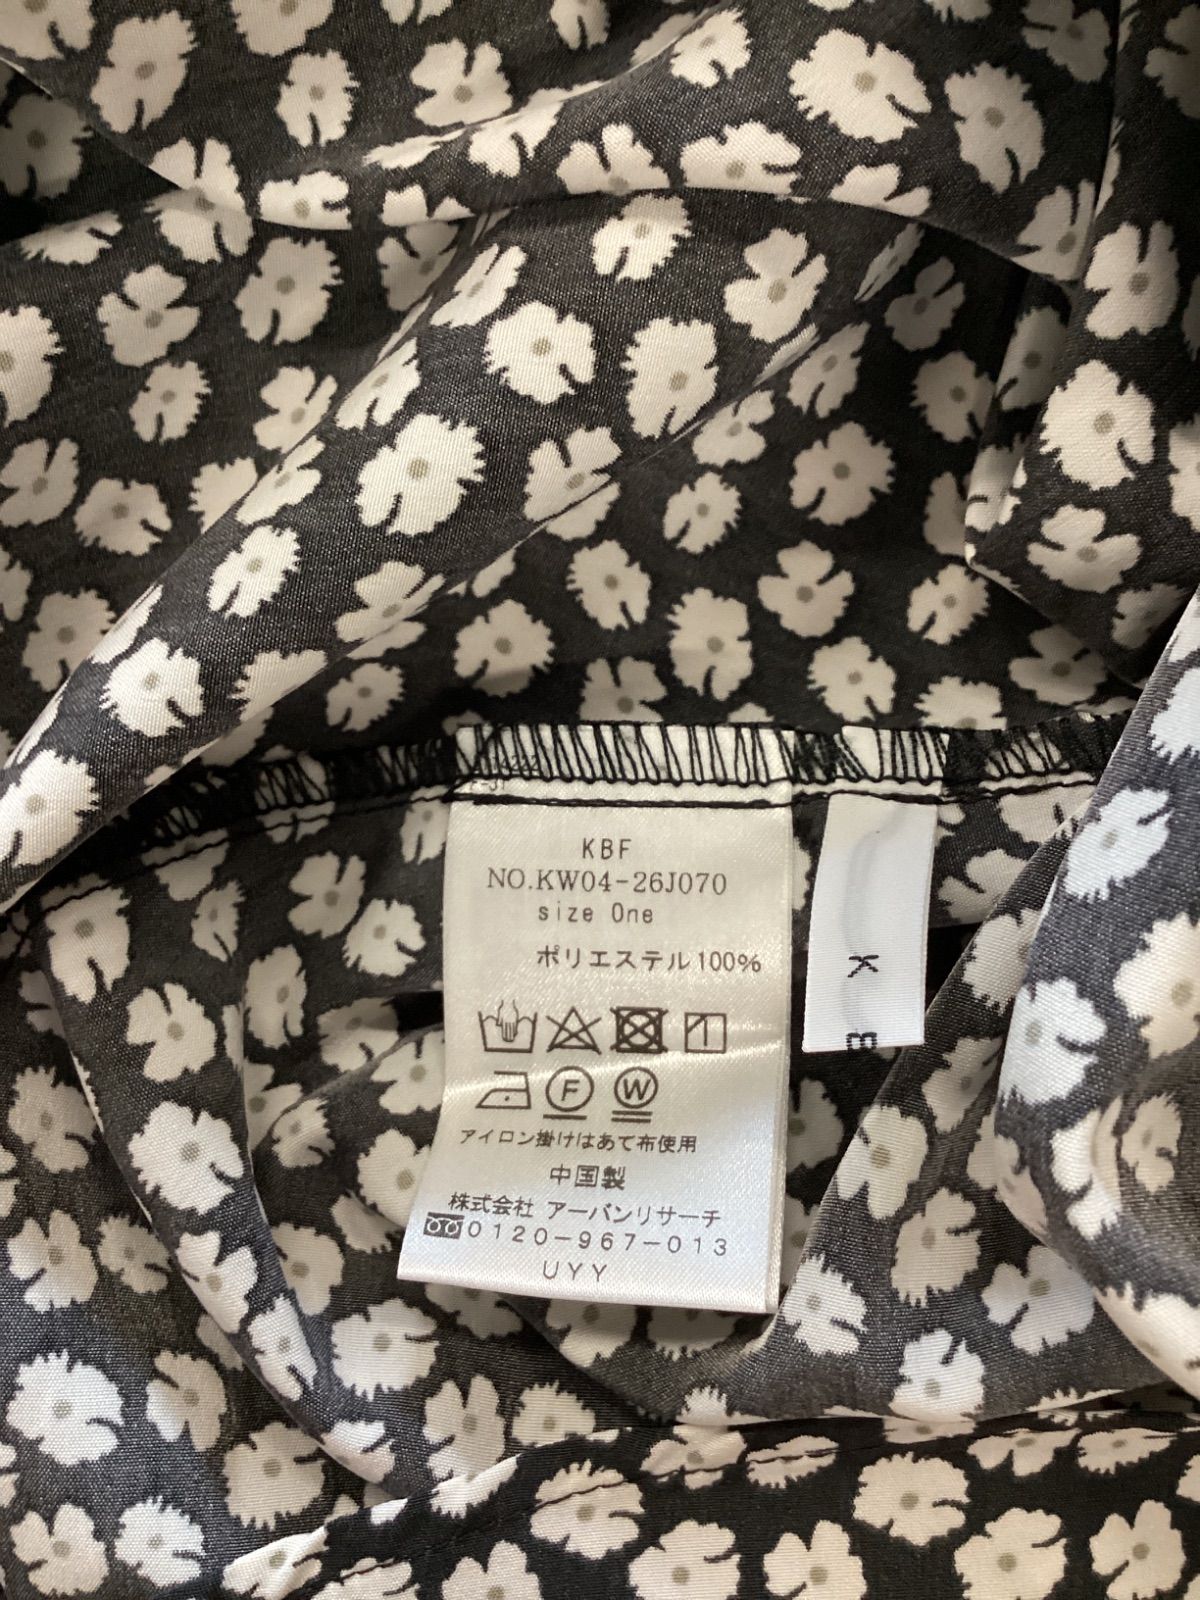 KBF
NO.KW04-26J070
size One
ポリエステル100%
F
W
アイロン掛けはあて布使用
中国製
株式会社 アーバンリサーチ
0120-967-013
UYY
K